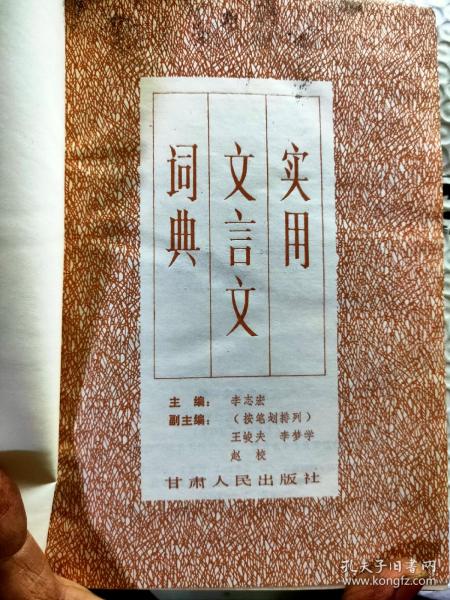 实用
文言文
词典
主编： 李志宏
副主编： （按笔划排列）
王骏夫 李梦学
赵校
甘肃人民出版社
孔夫子旧书网
www.kongfz.com